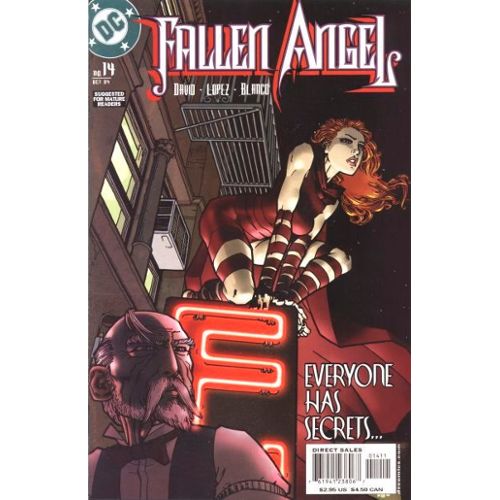 DC
FALLEN ANGEL
DAVID · LOPEZ · BLANCO
NO. 14
OCT 04
SUGGESTED
FOR MATURE
READERS
EVERYONE
HAS
SECRETS...
DIRECT SALES
01411
$2.95 US $4.50 CAN